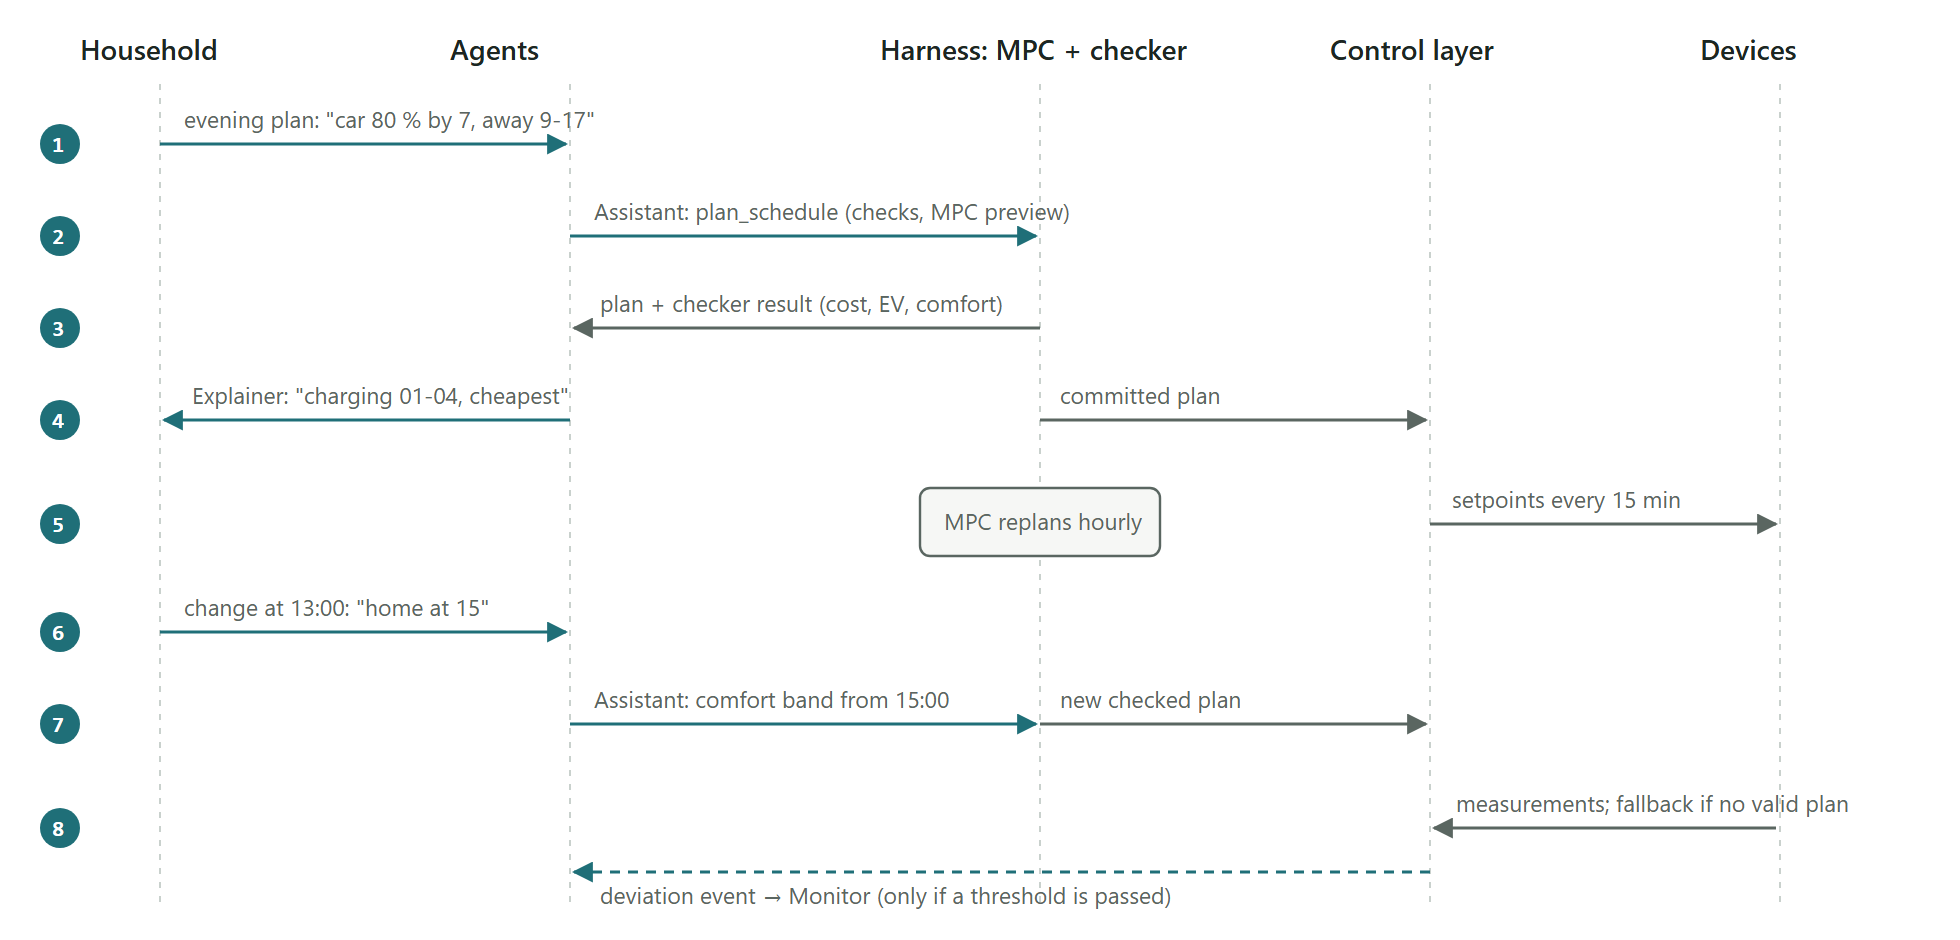 Household
Agents
Harness: MPC + checker
Control layer
Devices
1
evening plan: "car 80 % by 7, away 9-17"
2
Assistant: plan_schedule (checks, MPC preview)
3
plan + checker result (cost, EV, comfort)
4
Explainer: "charging 01-04, cheapest"
committed plan
5
MPC replans hourly
setpoints every 15 min
6
change at 13:00: "home at 15"
7
Assistant: comfort band from 15:00
new checked plan
8
measurements; fallback if no valid plan
deviation event → Monitor (only if a threshold is passed)